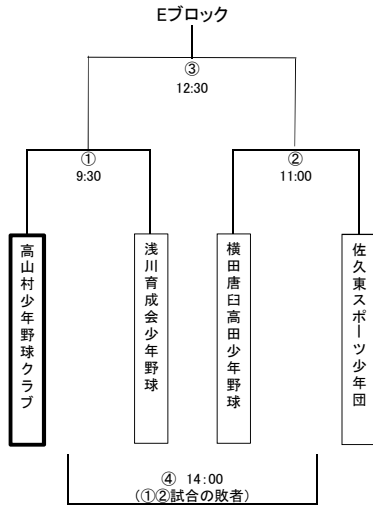 Eブロック
③
12:30
①
9:30
②
11:00
高山村少年野球クラブ
浅川育成会少年野球
横田唐臼高田少年野球
佐久東スポーツ少年団
④ 14:00
(①②試合の敗者)